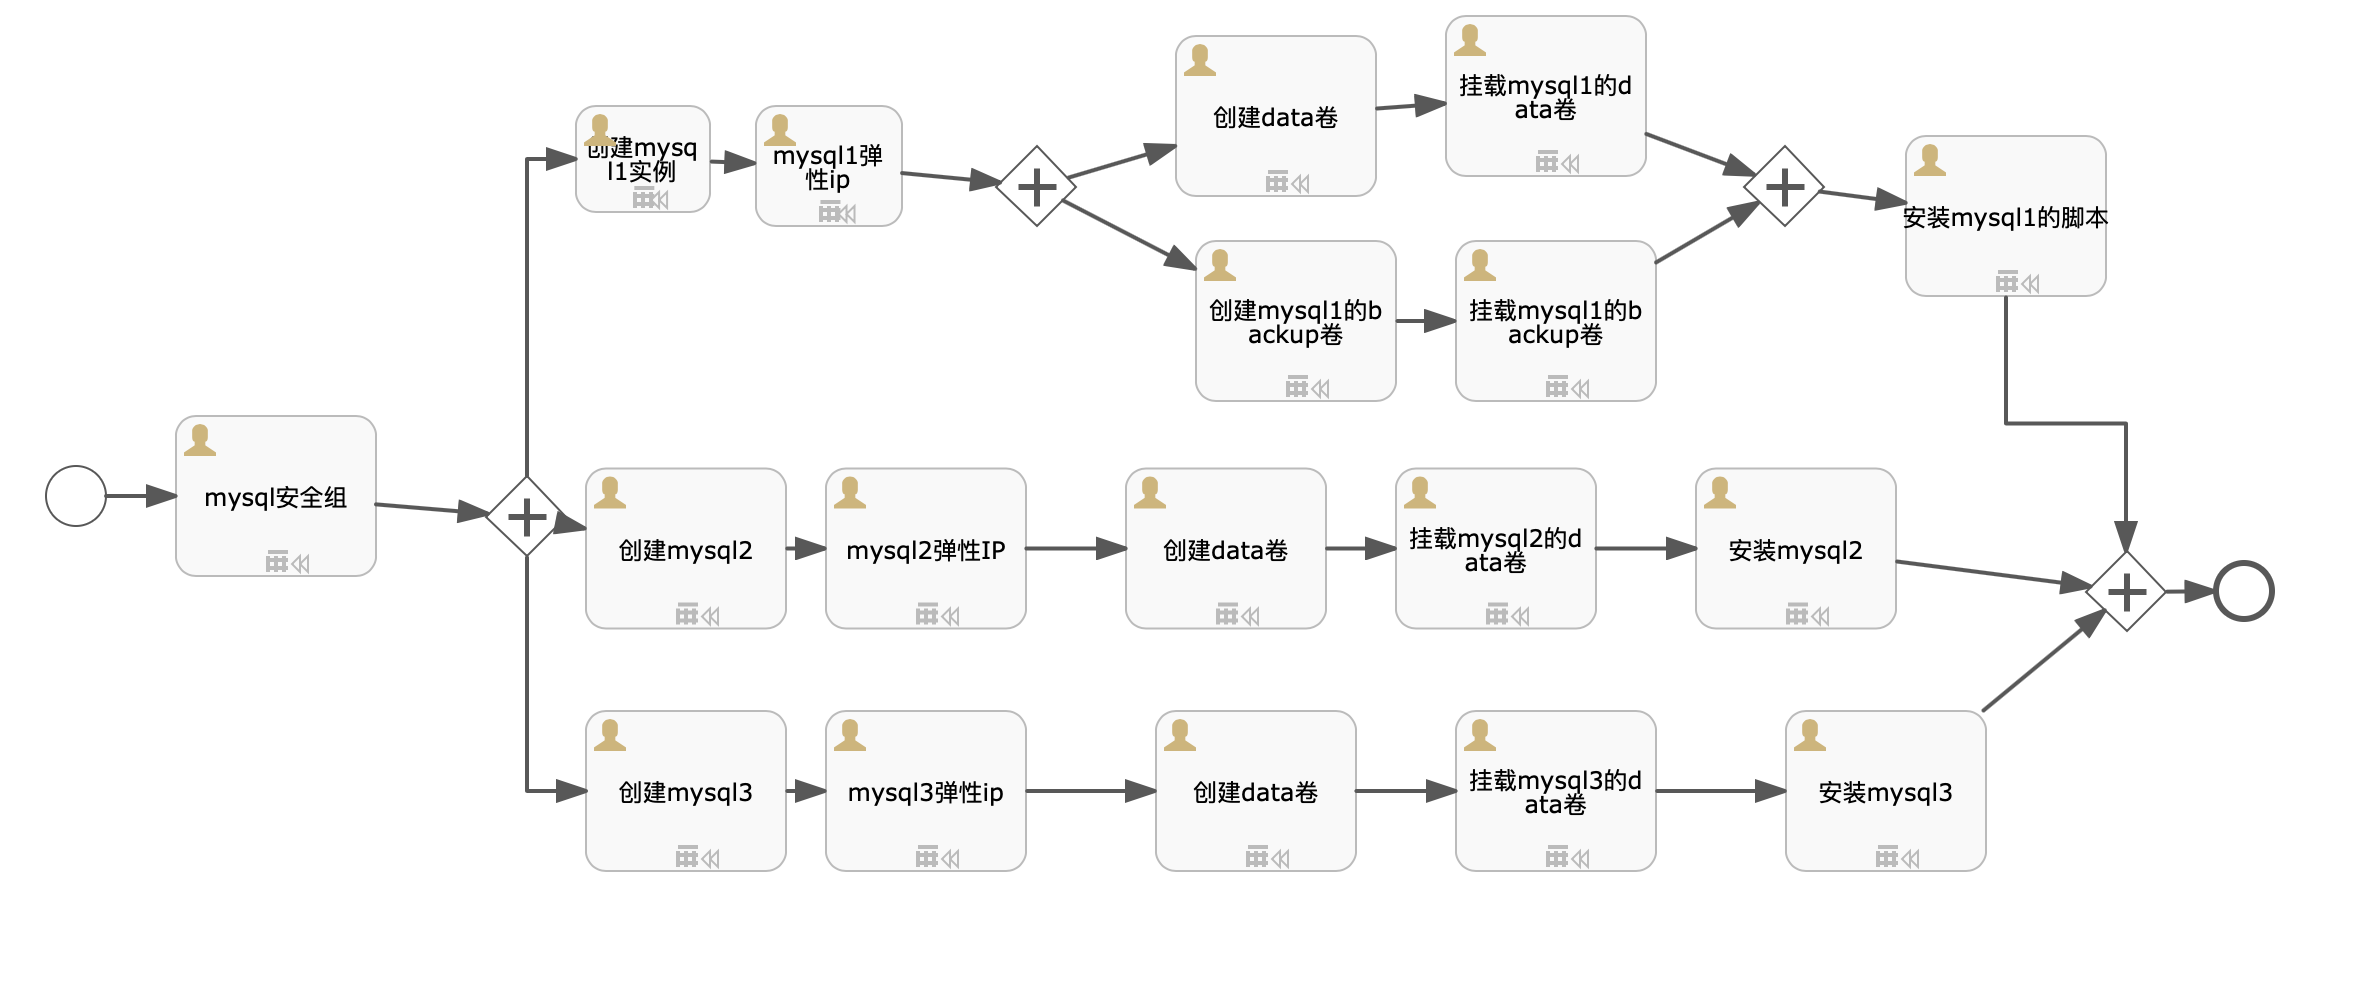 创建mysq
l1实例
mysql1弹
性ip
创建data卷
挂载mysql1的d
ata卷
安装mysql1的脚本
创建mysql1的b
ackup卷
挂载mysql1的b
ackup卷
mysql安全组
创建mysql2
mysql2弹性IP
创建data卷
挂载mysql2的d
ata卷
安装mysql2
创建mysql3
mysql3弹性ip
创建data卷
挂载mysql3的d
ata卷
安装mysql3